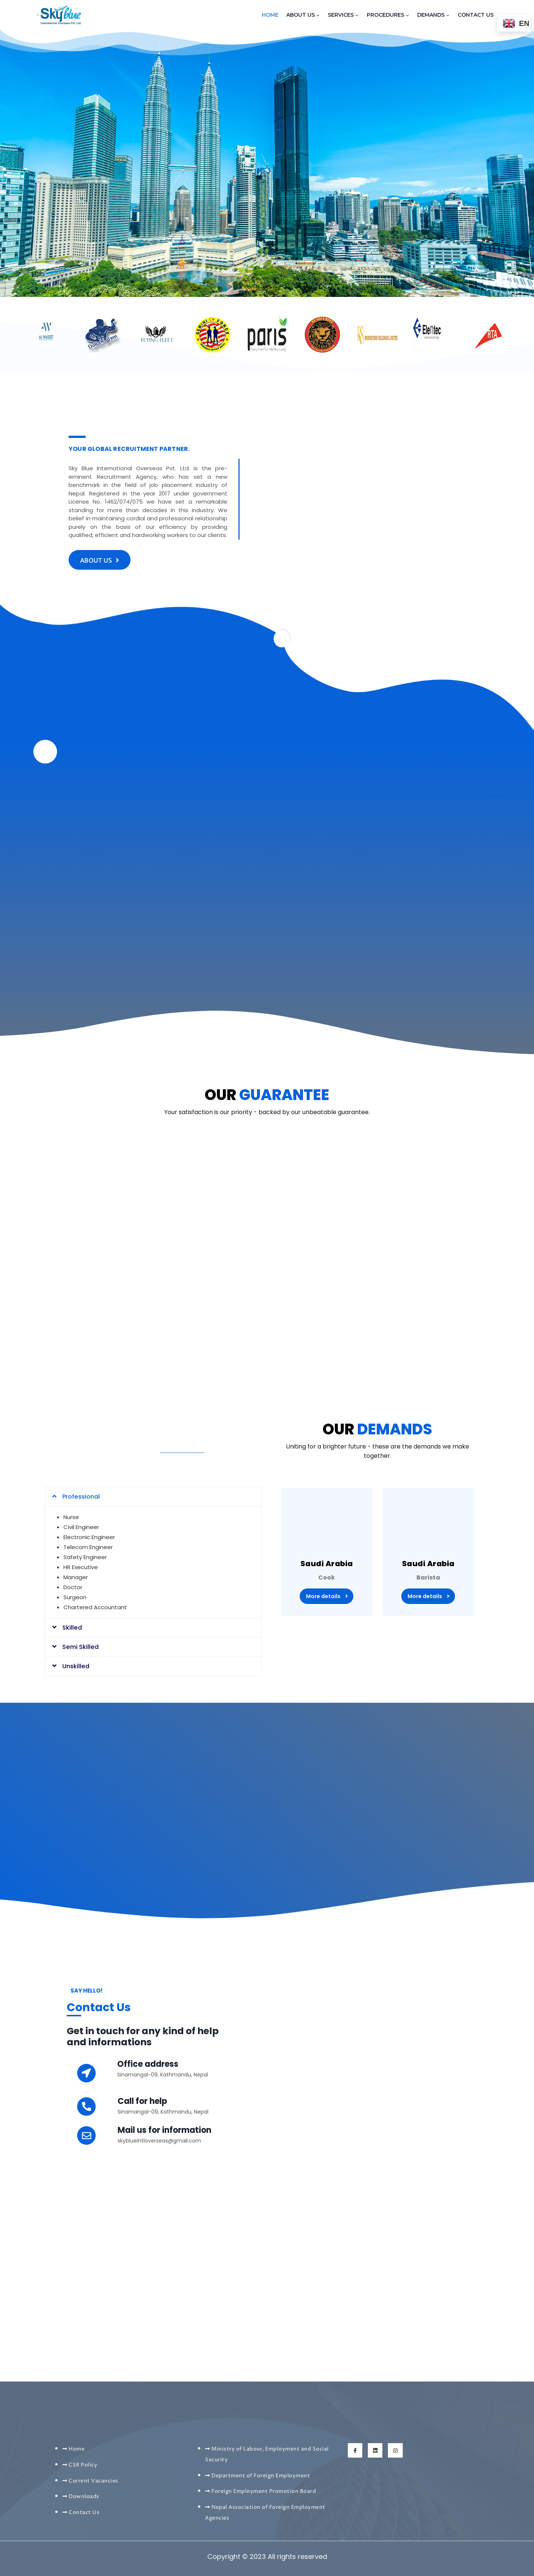 Skyblue
International Overseas Pvt. Ltd.
HOME ABOUT US SERVICES PROCEDURES DEMANDS CONTACT US
EN
AL MAJEST
FLYING FLEET
paris
INVESTING HOLDINGS LIMITED
Ele
tec
RTA
YOUR GLOBAL RECRUITMENT PARTNER.
Sky Blue International Overseas Pvt. Ltd. is the pre-
eminent Recruitment Agency, who has set a new
benchmark in the field of job placement industry of
Nepal. Registered in the year 2017 under government
License No. 1462/074/075 we have set a remarkable
standing for more than decades in this industry. We
belief in maintaining cordial and professional relationship
purely on the basis of our efficiency by providing
qualified, efficient and hardworking workers to our clients.
ABOUT US
OUR GUARANTEE
Your satisfaction is our priority - backed by our unbeatable guarantee.
OUR DEMANDS
Uniting for a brighter future - these are the demands we make
together.
Professional
Nurse
Civil Engineer
Electronic Engineer
Telecom Engineer
Safety Engineer
HR Executive
Manager
Doctor
Surgeon
Chartered Accountant
Skilled
Semi Skilled
Unskilled
Saudi Arabia
Cook
More details
Saudi Arabia
Barista
More details
SAY HELLO!
Contact Us
Get in touch for any kind of help
and informations
Office address
Sinamangal-09, Kathmandu, Nepal
Call for help
Sinamangal-09, Kathmandu, Nepal
Mail us for information
skyblueintloverseas@gmail.com
Home
CSR Policy
Current Vacancies
Downloads
Contact Us
Ministry of Labour, Employment and Social
Security
Department of Foreign Employment
Foreign Employment Promotion Board
Nepal Association of Foreign Employment
Agencies
Copyright © 2023 All rights reserved